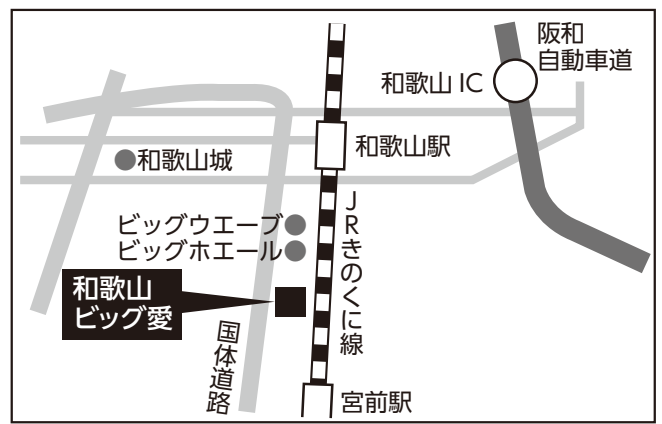 阪和
自動車道
和歌山 IC
和歌山駅
●和歌山城
ビッグウエーブ●
ビッグホエール●
JRきのくに線
和歌山
ビッグ愛
国体道路
宮前駅